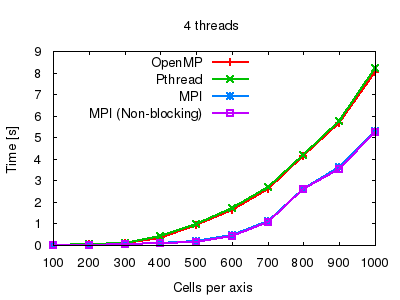 4 threads
OpenMP
Pthread
MPI
MPI (Non-blocking)
Time [s]
9
8
7
6
5
4
3
2
1
0
100 200 300 400 500 600 700 800 900 1000
Cells per axis